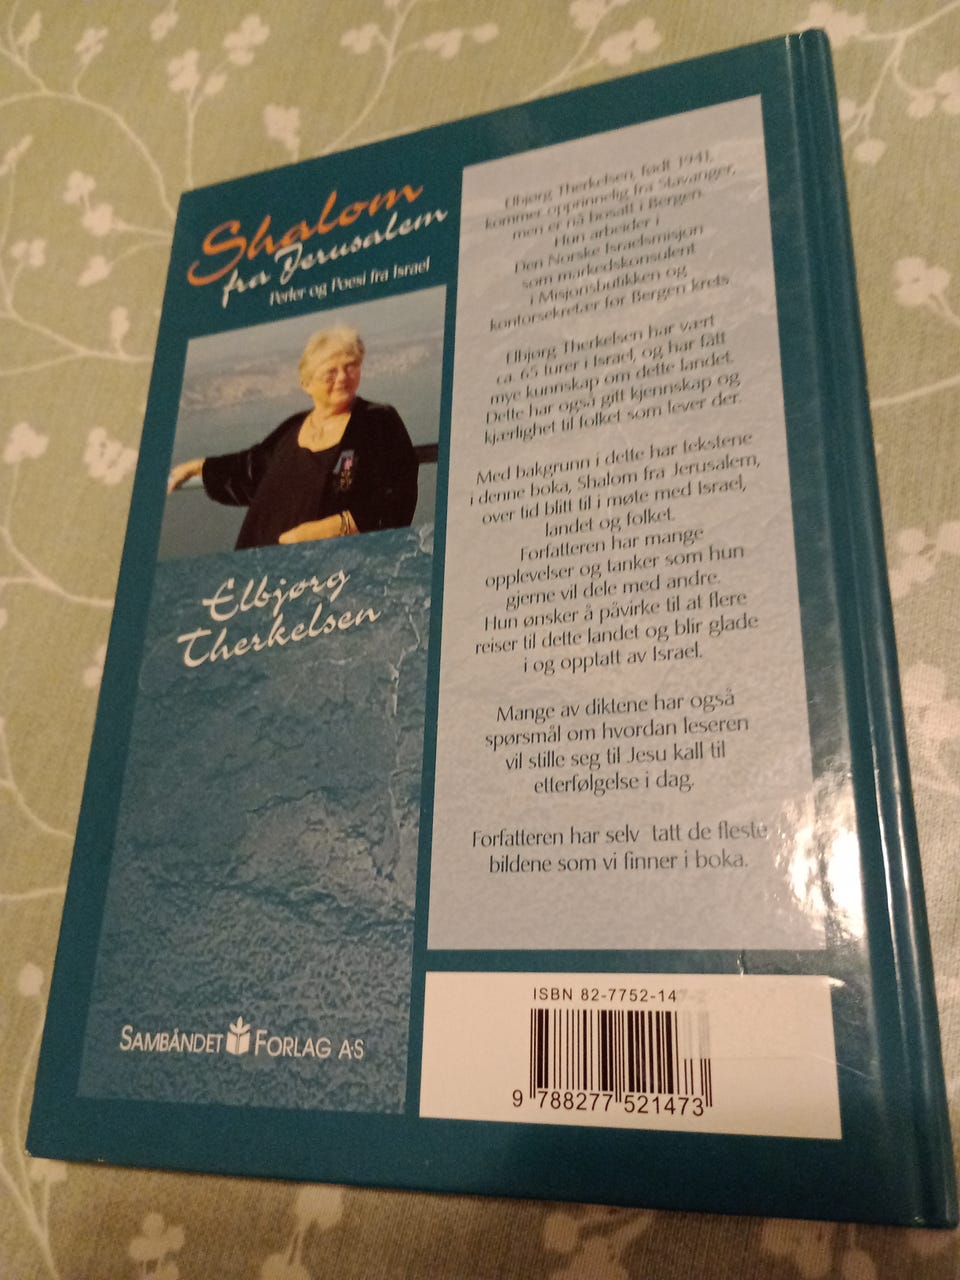 Shalom
fra Jerusalem
Perler og Poesi fra Israel
Elbjørg
Therkelsen
SAMBÅNDET FORLAG A·S
Elbjørg Therkelsen, født 1941,
kommer opprinnelig fra Stavanger,
men er nå bosatt i Bergen.
Hun arbeider i
Den Norske Israelsmisjon
som markedskonsulent
i Misjonsbutikken og
kontorsekretær for Bergen krets
Elbjørg Therkelsen har vært
ca. 65 turer i Israel, og har fått
mye kunnskap om dette landet.
Dette har også gitt kjennskap og
kjærlighet til folket som lever der.
Med bakgrunn i dette har tekstene
i denne boka, Shalom fra Jerusalem,
over tid blitt til i møte med Israel,
landet og folket.
Forfatteren har mange
opplevelser og tanker som hun
gjerne vil dele med andre.
Hun ønsker å påvirke til at flere
reiser til dette landet og blir glade
i og opptatt av Israel.
Mange av diktene har også
spørsmål om hvordan leseren
vil stille seg til Jesu kall til
etterfølgelse i dag.
Forfatteren har selv tatt de fleste
bildene som vi finner i boka.
ISBN 82-7752-14
9 788277 521473